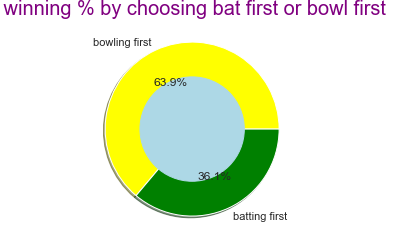 winning % by choosing bat first or bowl first
bowling first
63.9%
36.1%
batting first